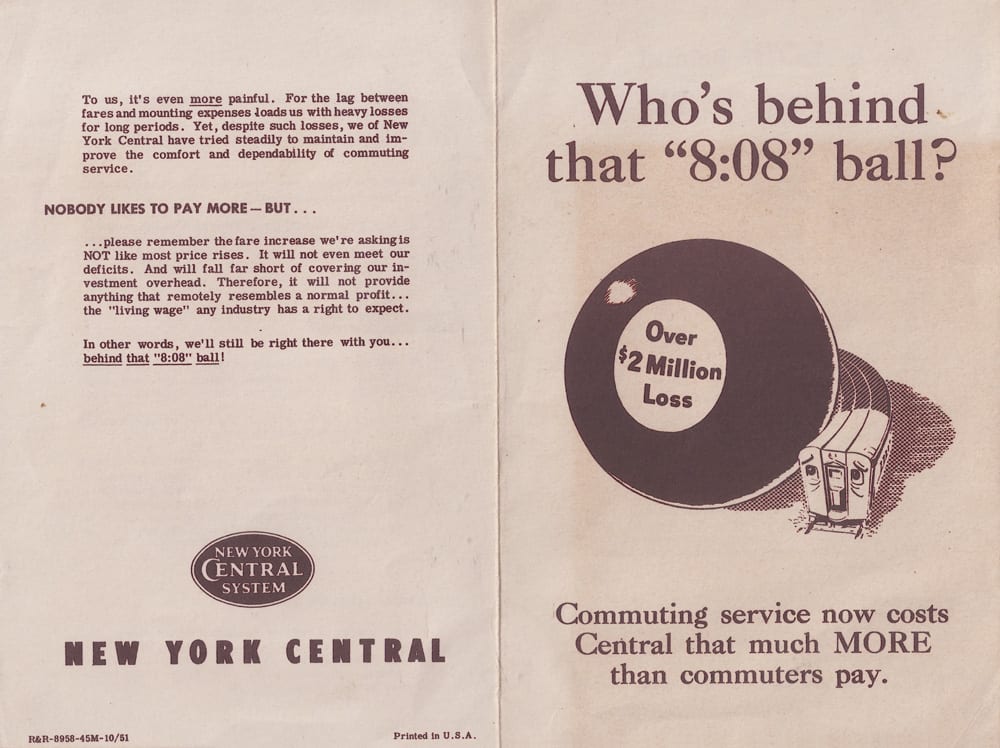 To us, it's even more painful. For the lag between
fares and mounting expenses loads us with heavy losses
for long periods. Yet, despite such losses, we of New
York Central have tried steadily to maintain and im-
prove the comfort and dependability of commuting
service.
NOBODY LIKES TO PAY MORE — BUT...
...please remember the fare increase we're asking is
NOT like most price rises. It will not even meet our
deficits. And will fall far short of covering our in-
vestment overhead. Therefore, it will not provide
anything that remotely resembles a normal profit...
the "living wage" any industry has a right to expect.
In other words, we'll still be right there with you...
behind that "8:08" ball!
NEW YORK
CENTRAL
SYSTEM
NEW YORK CENTRAL
R&R-8958-45M-10/51
Printed in U.S.A.
Who's behind
that “8:08” ball?
Over
$2 Million
Loss
Commuting service now costs
Central that much MORE
than commuters pay.